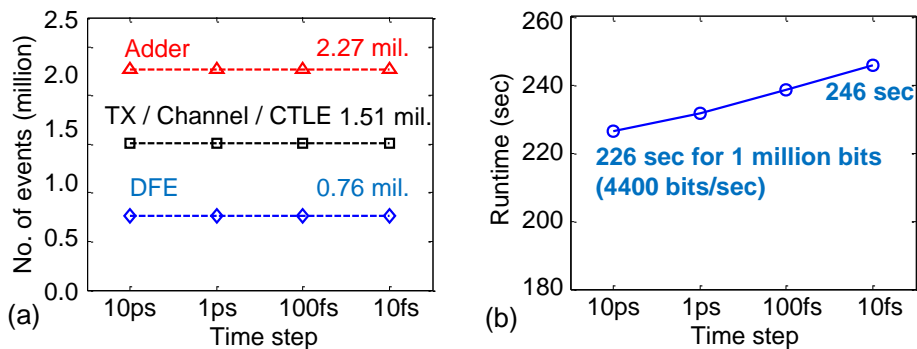 2.5
2.0
1.5
1.0
0.5
0.0
No. of events (million)
Adder 2.27 mil.
TX / Channel / CTLE 1.51 mil.
DFE 0.76 mil.
10ps 1ps 100fs 10fs
Time step
(a)
260
240
220
200
180
Runtime (sec)
246 sec
226 sec for 1 million bits
(4400 bits/sec)
10ps 1ps 100fs 10fs
Time step
(b)